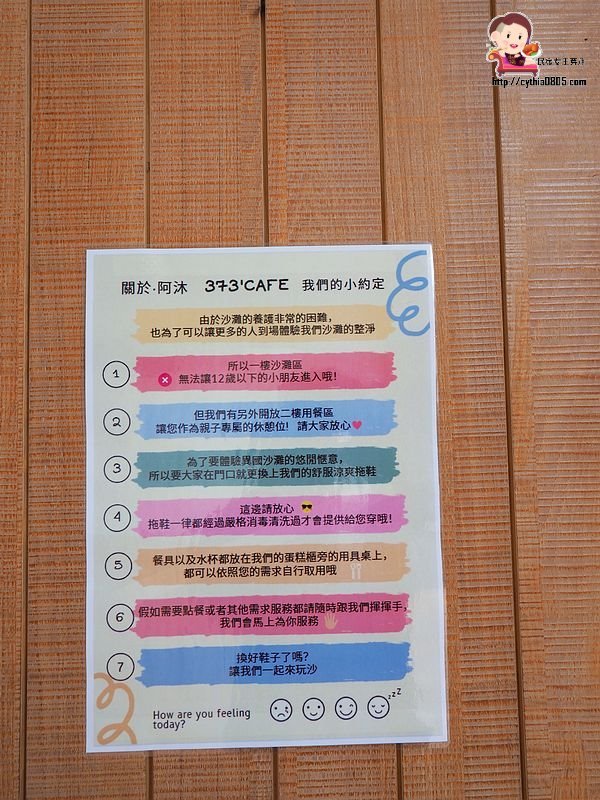 民宿女王芽月
http://cythia0805.com
關於.阿沐 373'CAFE 我們的小約定
由於沙灘的養護非常的困難，
也為了可以讓更多的人到場體驗我們沙灘的整淨
1
所以一樓沙灘區
無法讓12歲以下的小朋友進入哦!
2
但我們有另外開放二樓用餐區
讓您作為親子專屬的休憩位! 請大家放心
3
為了要體驗異國沙灘的悠閒愜意，
所以要大家在門口就更換上我們的舒服涼爽拖鞋
4
這邊請放心
拖鞋一律都經過嚴格消毒清洗過才會提供給您穿哦!
5
餐具以及水杯都放在我們的蛋糕櫃旁的用具桌上，
都可以依照您的需求自行取用哦
6
假如需要點餐或者其他需求服務都請隨時跟我們揮揮手，
我們會馬上為你服務
7
換好鞋子了嗎?
讓我們一起來玩沙
How are you feeling
today?
zzZ